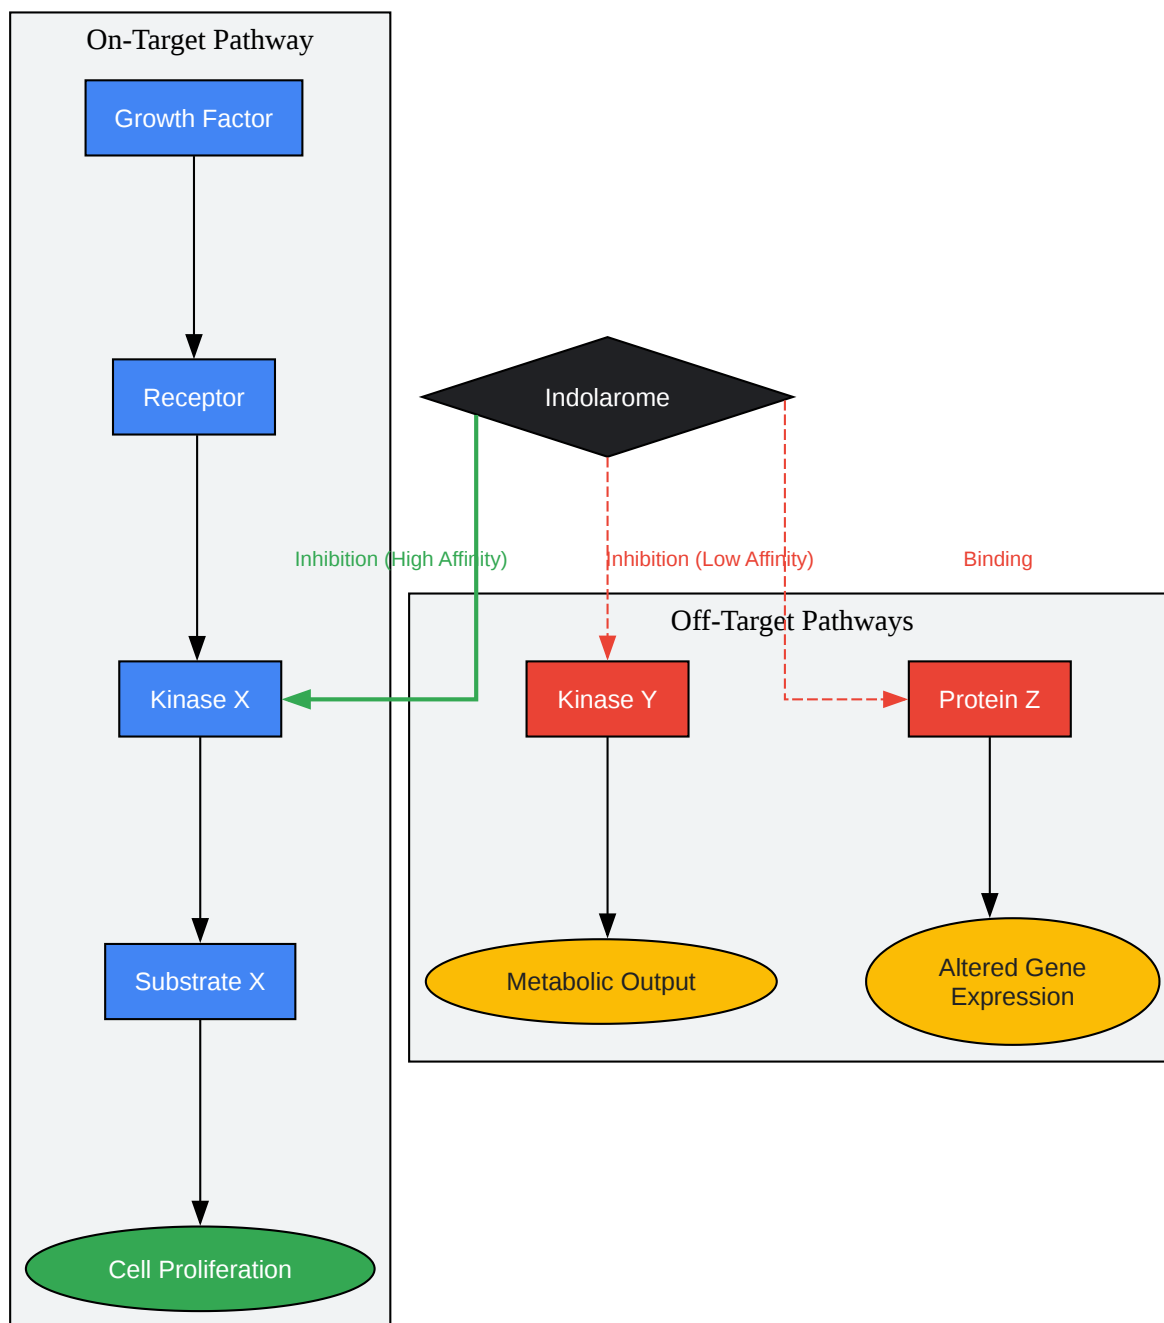 On-Target Pathway
Growth Factor
Receptor
Indolarome
Inhibition (High Affinity)
Inhibition (Low Affinity)
Binding
Off-Target Pathways
Kinase X
Kinase Y
Protein Z
Substrate X
Metabolic Output
Altered Gene
Expression
Cell Proliferation